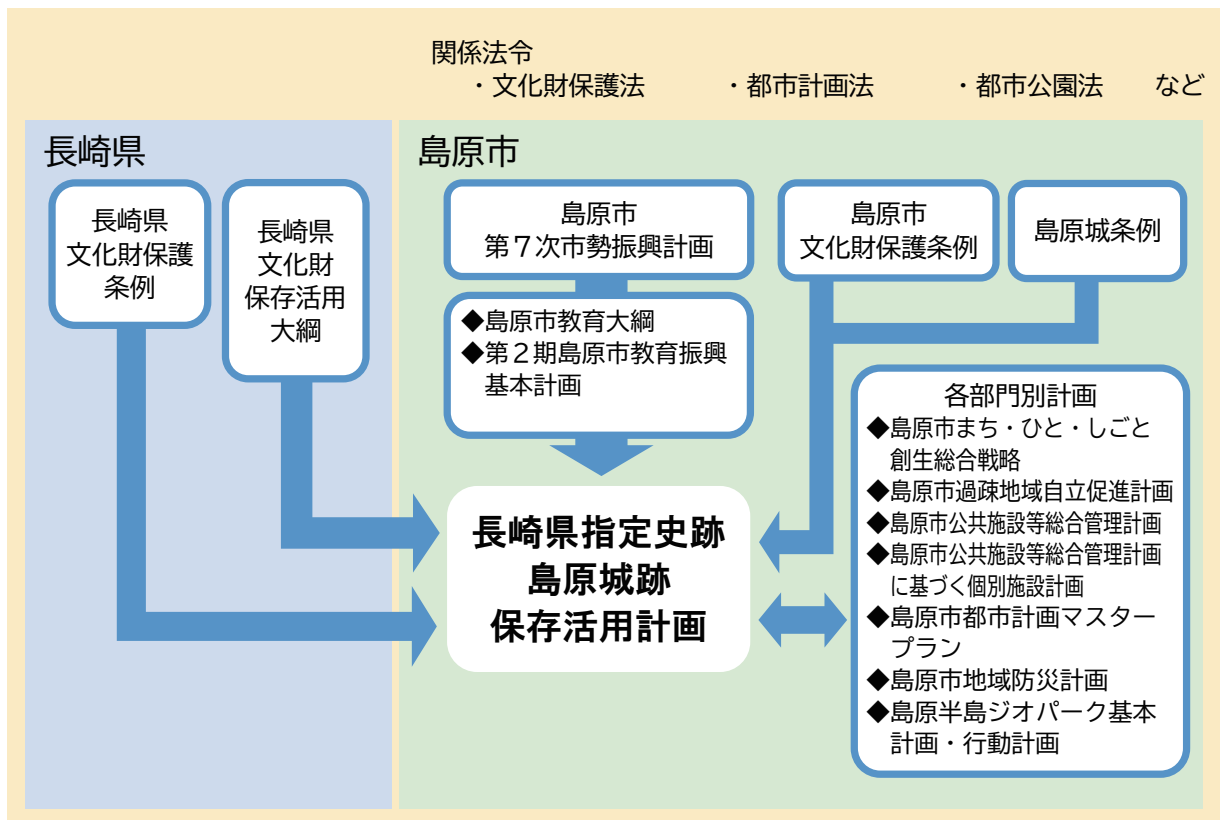 関係法令
・文化財保護法 ・都市計画法 ・都市公園法 など
長崎県
長崎県
文化財保護
条例
長崎県
文化財
保存活用
大綱
島原市
島原市
第７次市勢振興計画
◆島原市教育大綱
◆第２期島原市教育振興
基本計画
島原市
文化財保護条例
島原城条例
長崎県指定史跡
島原城跡
保存活用計画
各部門別計画
◆島原市まち・ひと・しごと
創生総合戦略
◆島原市過疎地域自立促進計画
◆島原市公共施設等総合管理計画
◆島原市公共施設等総合管理計画
に基づく個別施設計画
◆島原市都市計画マスター
プラン
◆島原市地域防災計画
◆島原半島ジオパーク基本
計画・行動計画